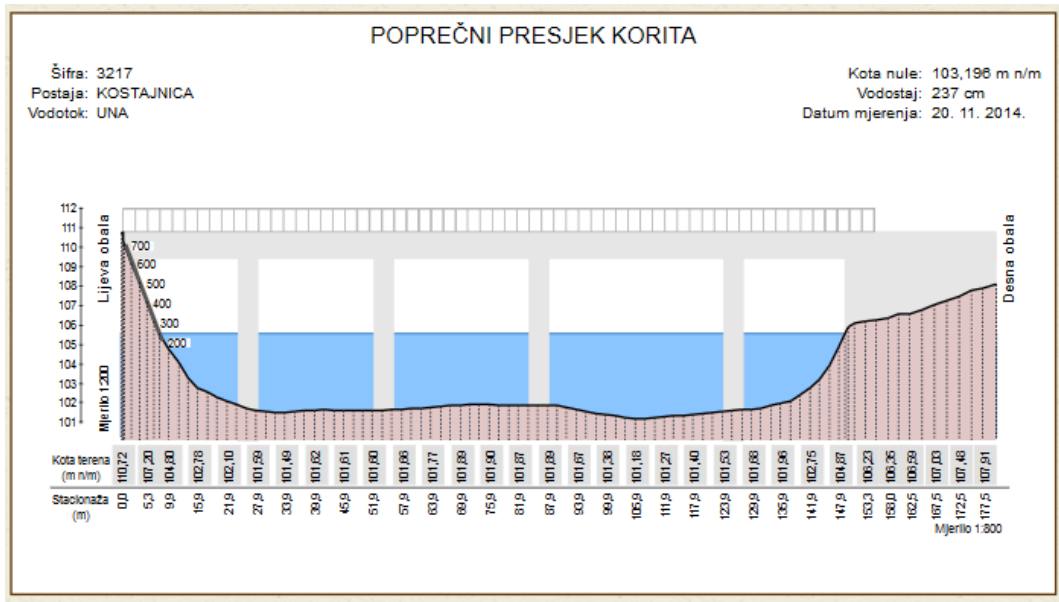 POPREČNI PRESJEK KORITA
Šifra: 3217
Postaja: KOSTAJNICA
Vodotok: UNA
Kota nule: 103,196 m n/m
Vodostaj: 237 cm
Datum mjerenja: 20. 11. 2014.
112
111
110
109
108
107
106
105
104
103
102
101
Lijeva obala
Mjerilo 1:200
700
600
500
400
300
200
Desna obala
Kota terena (m n/m)
110,72 107,20 104,80 102,78 102,10 101,59 101,49 101,62 101,61 101,60 101,66 101,77 101,89 101,90 101,87 101,89 101,67 101,38 101,18 101,27 101,40 101,53 101,68 101,96 102,75 104,87 106,23 106,35 106,59 107,03 107,48 107,91
Stacionaža (m)
0,0 5,3 9,9 15,9 21,9 27,9 33,9 39,9 45,9 51,9 57,9 63,9 69,9 75,9 81,9 87,9 93,9 99,9 105,9 111,9 117,9 123,9 129,9 135,9 141,9 147,9 153,3 158,0 162,5 167,5 172,5 177,5
Mjerilo 1:800